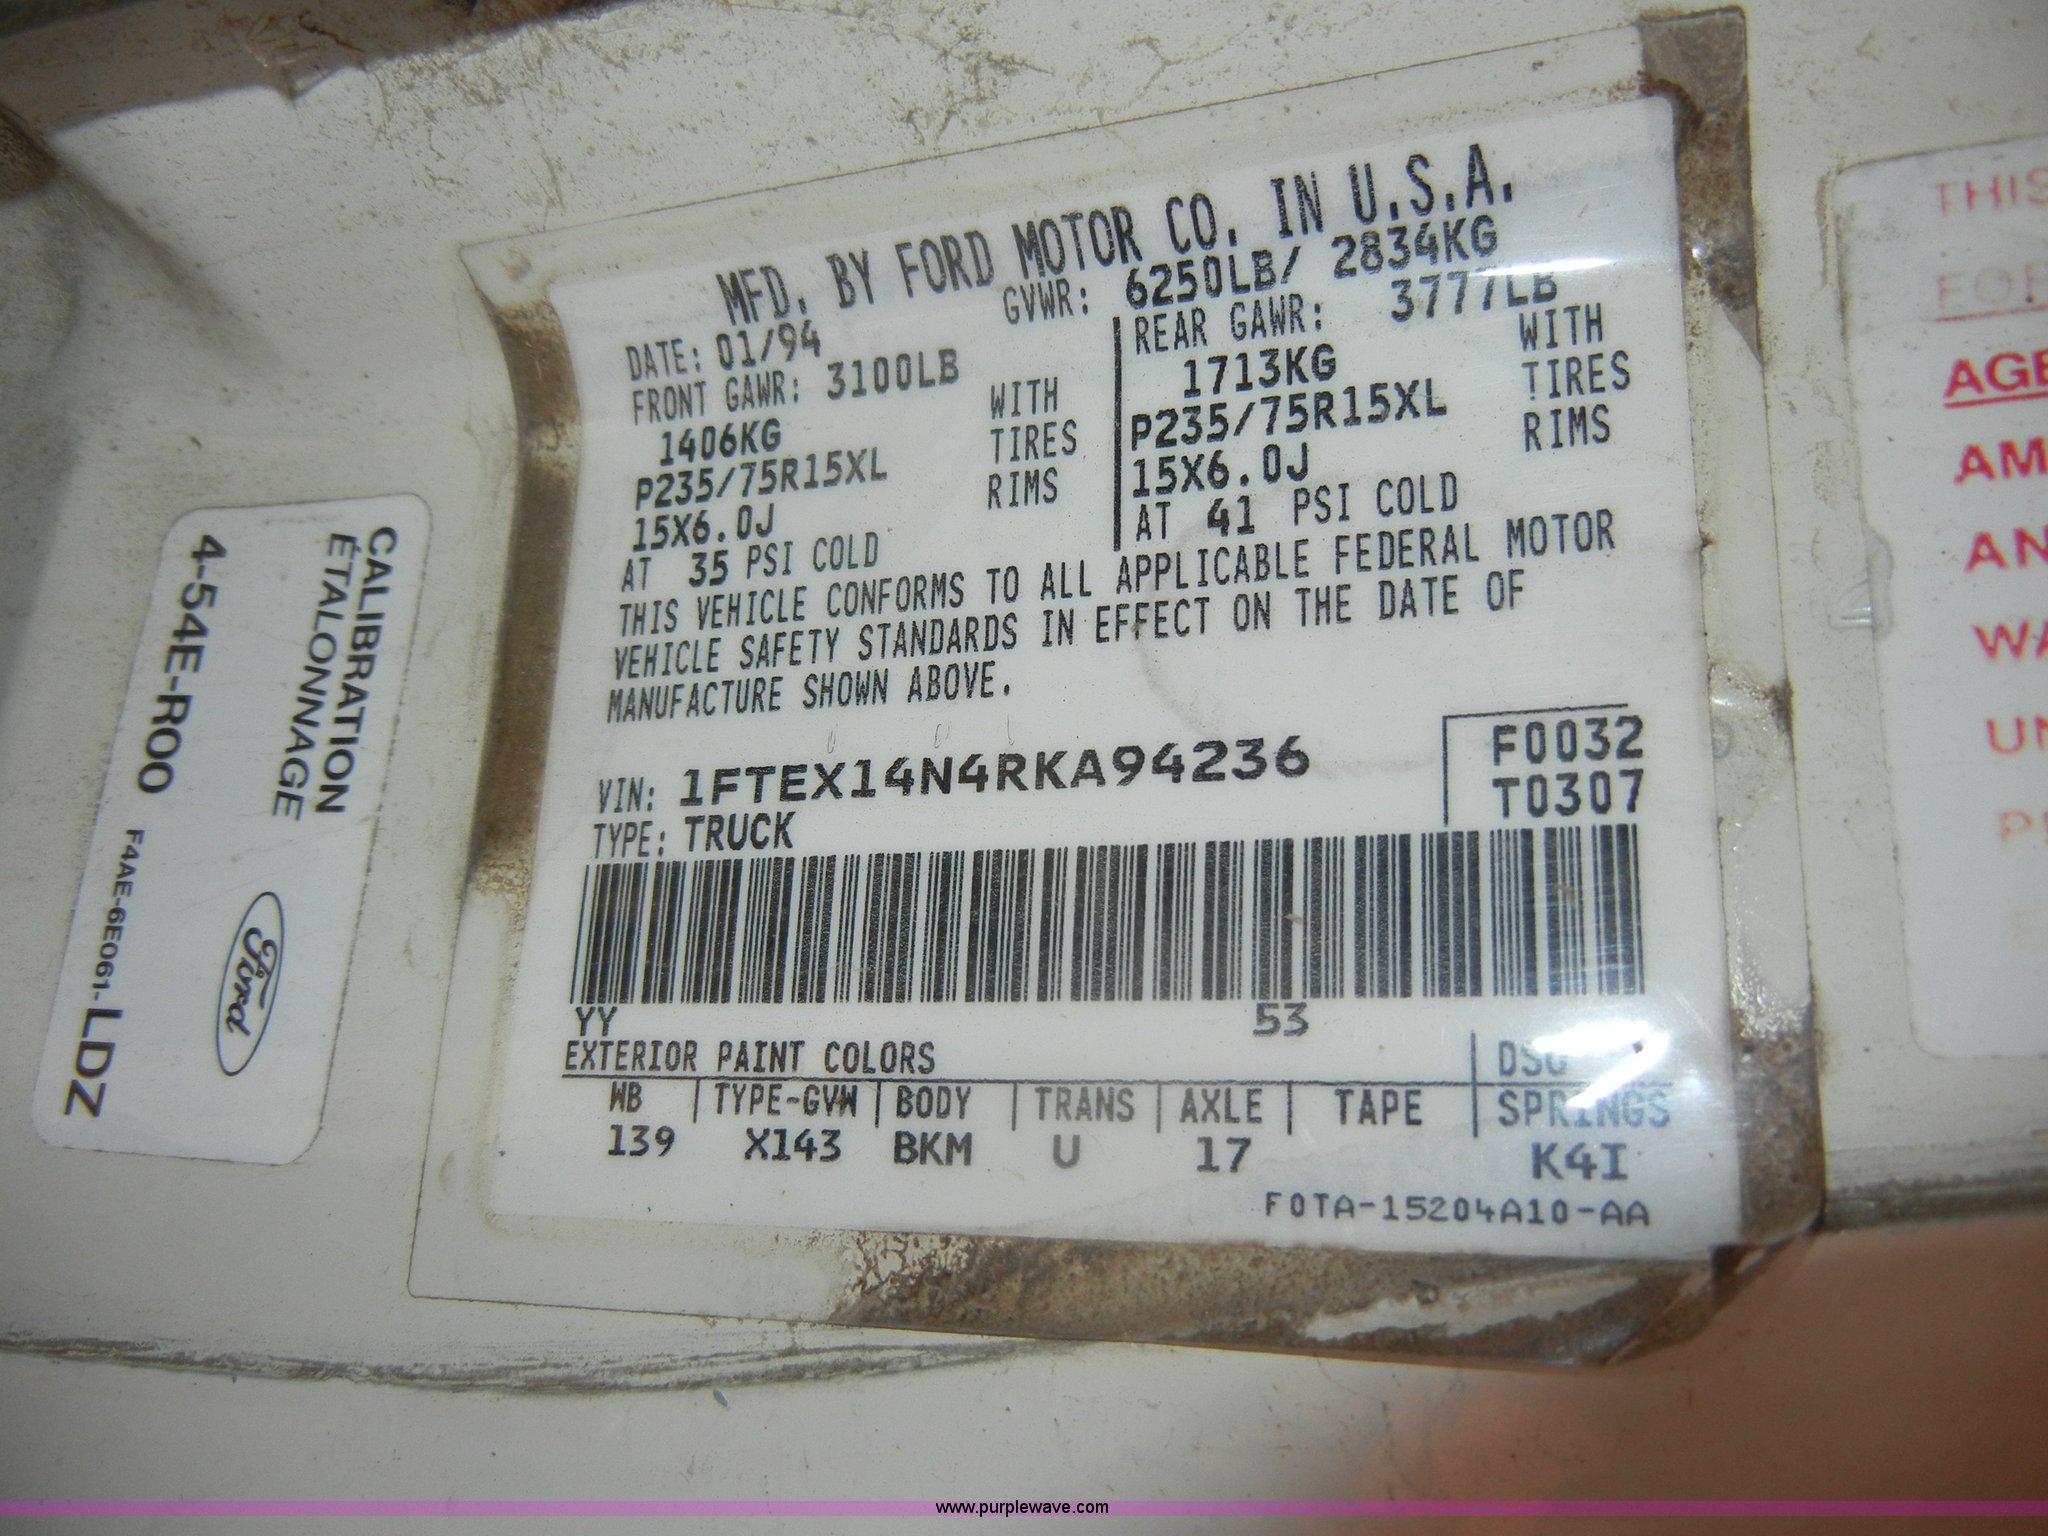 MFD. BY FORD MOTOR CO. IN U.S.A.
DATE: 01/94 GVWR: 6250LB/ 2834KG
FRONT GAWR: 3100LB
1406KG WITH
P235/75R15XL TIRES
15X6.0J RIMS
AT 35 PSI COLD
REAR GAWR: 3777LB
1713KG WITH
P235/75R15XL TIRES
15X6.0J RIMS
AT 41 PSI COLD
THIS VEHICLE CONFORMS TO ALL APPLICABLE FEDERAL MOTOR
VEHICLE SAFETY STANDARDS IN EFFECT ON THE DATE OF
MANUFACTURE SHOWN ABOVE.
VIN: 1FTEX14N4RKA94236
TYPE: TRUCK
F0032
T0307
YY 53
EXTERIOR PAINT COLORS DSO
WB TYPE-GVW BODY TRANS AXLE TAPE SPRINGS
139 X143 BKM U 17 K4I
F0TA-15204A10-AA
CALIBRATION
ÉTALONNAGE
Ford
4-54E-R00
F4AE-6E061-LDZ
THIS
FOR
AGE
AM
AN
WA
UN
www.purplewave.com